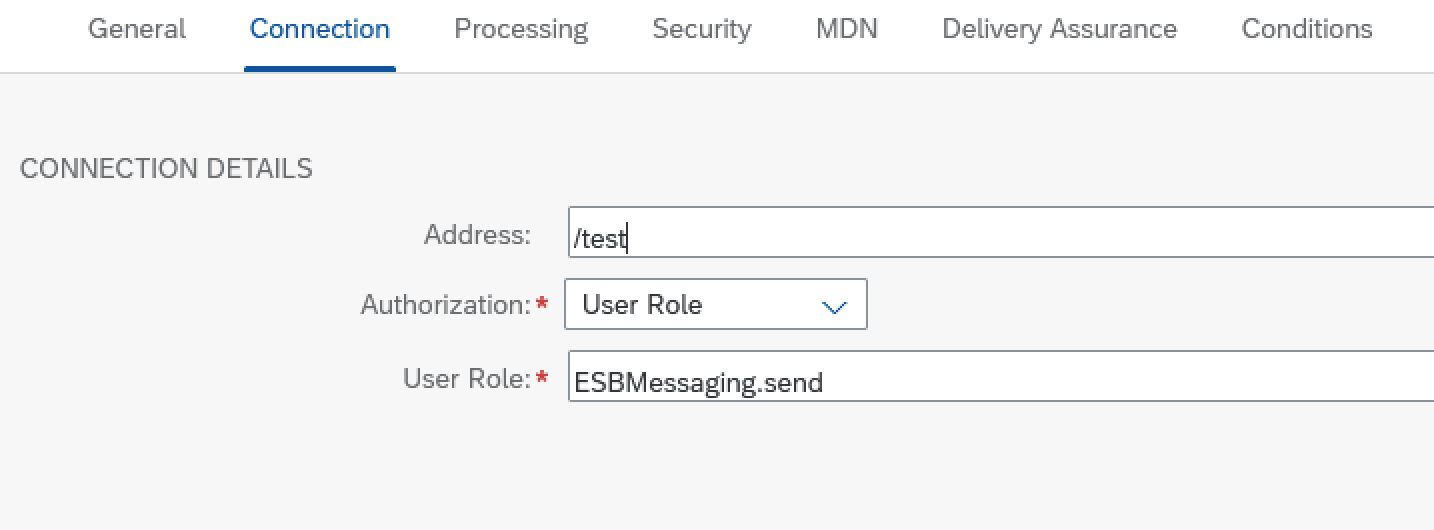 General Connection Processing Security MDN Delivery Assurance Conditions
CONNECTION DETAILS
Address: /test
Authorization:* User Role
User Role:* ESBMessaging.send